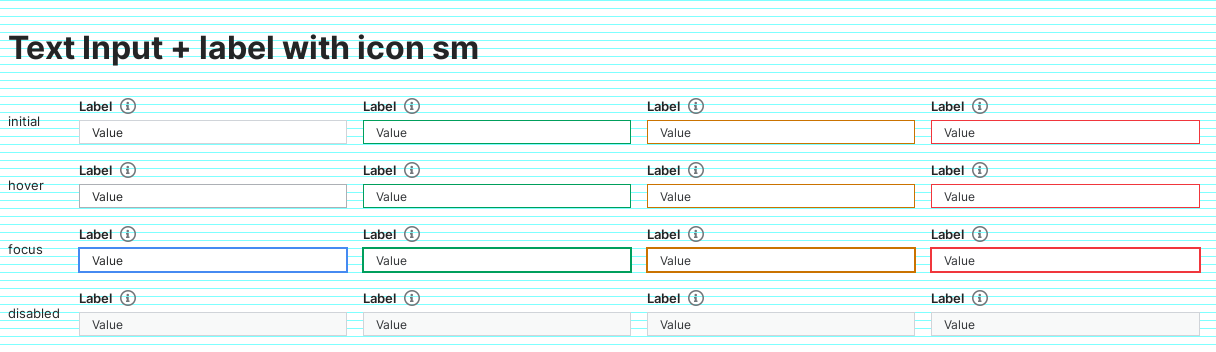 Text Input + label with icon sm
Label Label Label Label
initial Value Value Value Value
Label Label Label Label
hover Value Value Value Value
Label Label Label Label
focus Value Value Value Value
Label Label Label Label
disabled Value Value Value Value